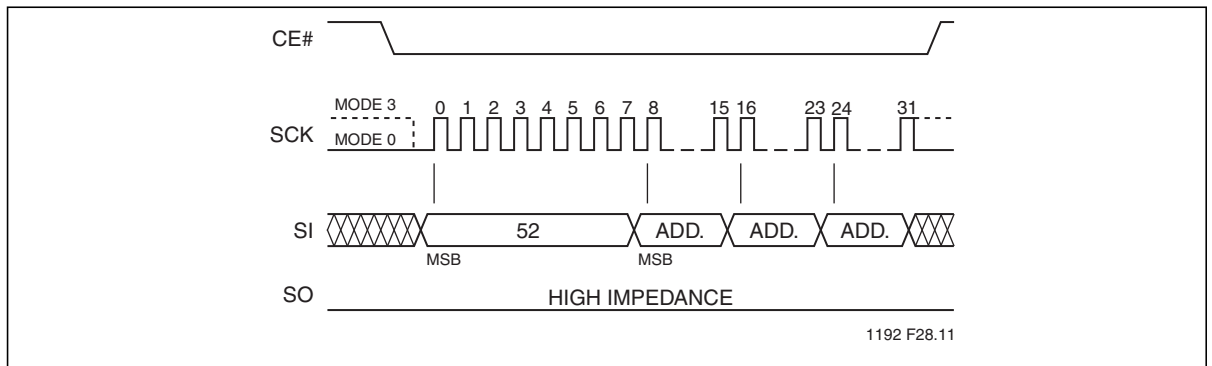 CE#
MODE 3
0 1 2 3 4 5 6 7 8 15 16 23 24 31
SCK
MODE 0
SI 52 ADD. ADD. ADD.
MSB MSB
SO HIGH IMPEDANCE
1192 F28.11